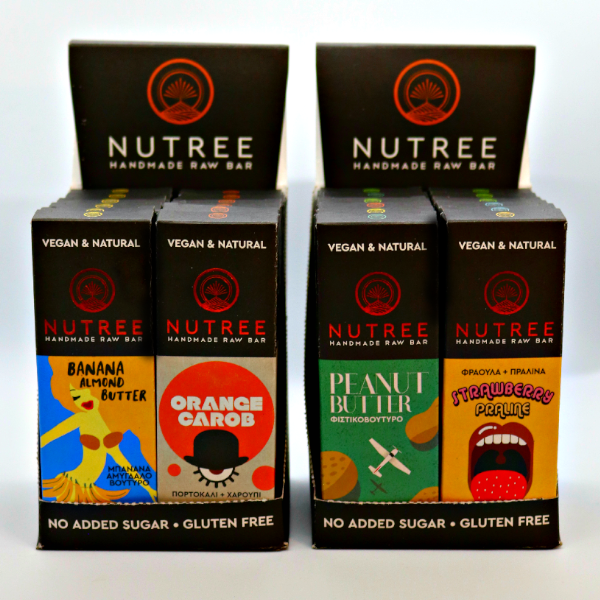 NUTREE
HANDMADE RAW BAR
VEGAN & NATURAL
NUTREE
HANDMADE RAW BAR
BANANA
ALMOND
BUTTER
ΜΠΑΝΑΝΑ
ΑΜΥΓΔΑΛΟ
ΒΟΥΤΥΡΟ
VEGAN & NATURAL
NUTREE
HANDMADE RAW BAR
ORANGE
CAROB
ΠΟΡΤΟΚΑΛΙ + ΧΑΡΟΥΠΙ
NO ADDED SUGAR • GLUTEN FREE
NUTREE
HANDMADE RAW BAR
VEGAN & NATURAL
NUTREE
HANDMADE RAW BAR
PEANUT
BUTTER
ΦΙΣΤΙΚΟΒΟΥΤΥΡΟ
VEGAN & NATURAL
NUTREE
HANDMADE RAW BAR
ΦΡΑΟΥΛΑ + ΠΡΑΛΙΝΑ
STRAWBERRY
PRALINE
NO ADDED SUGAR • GLUTEN FREE